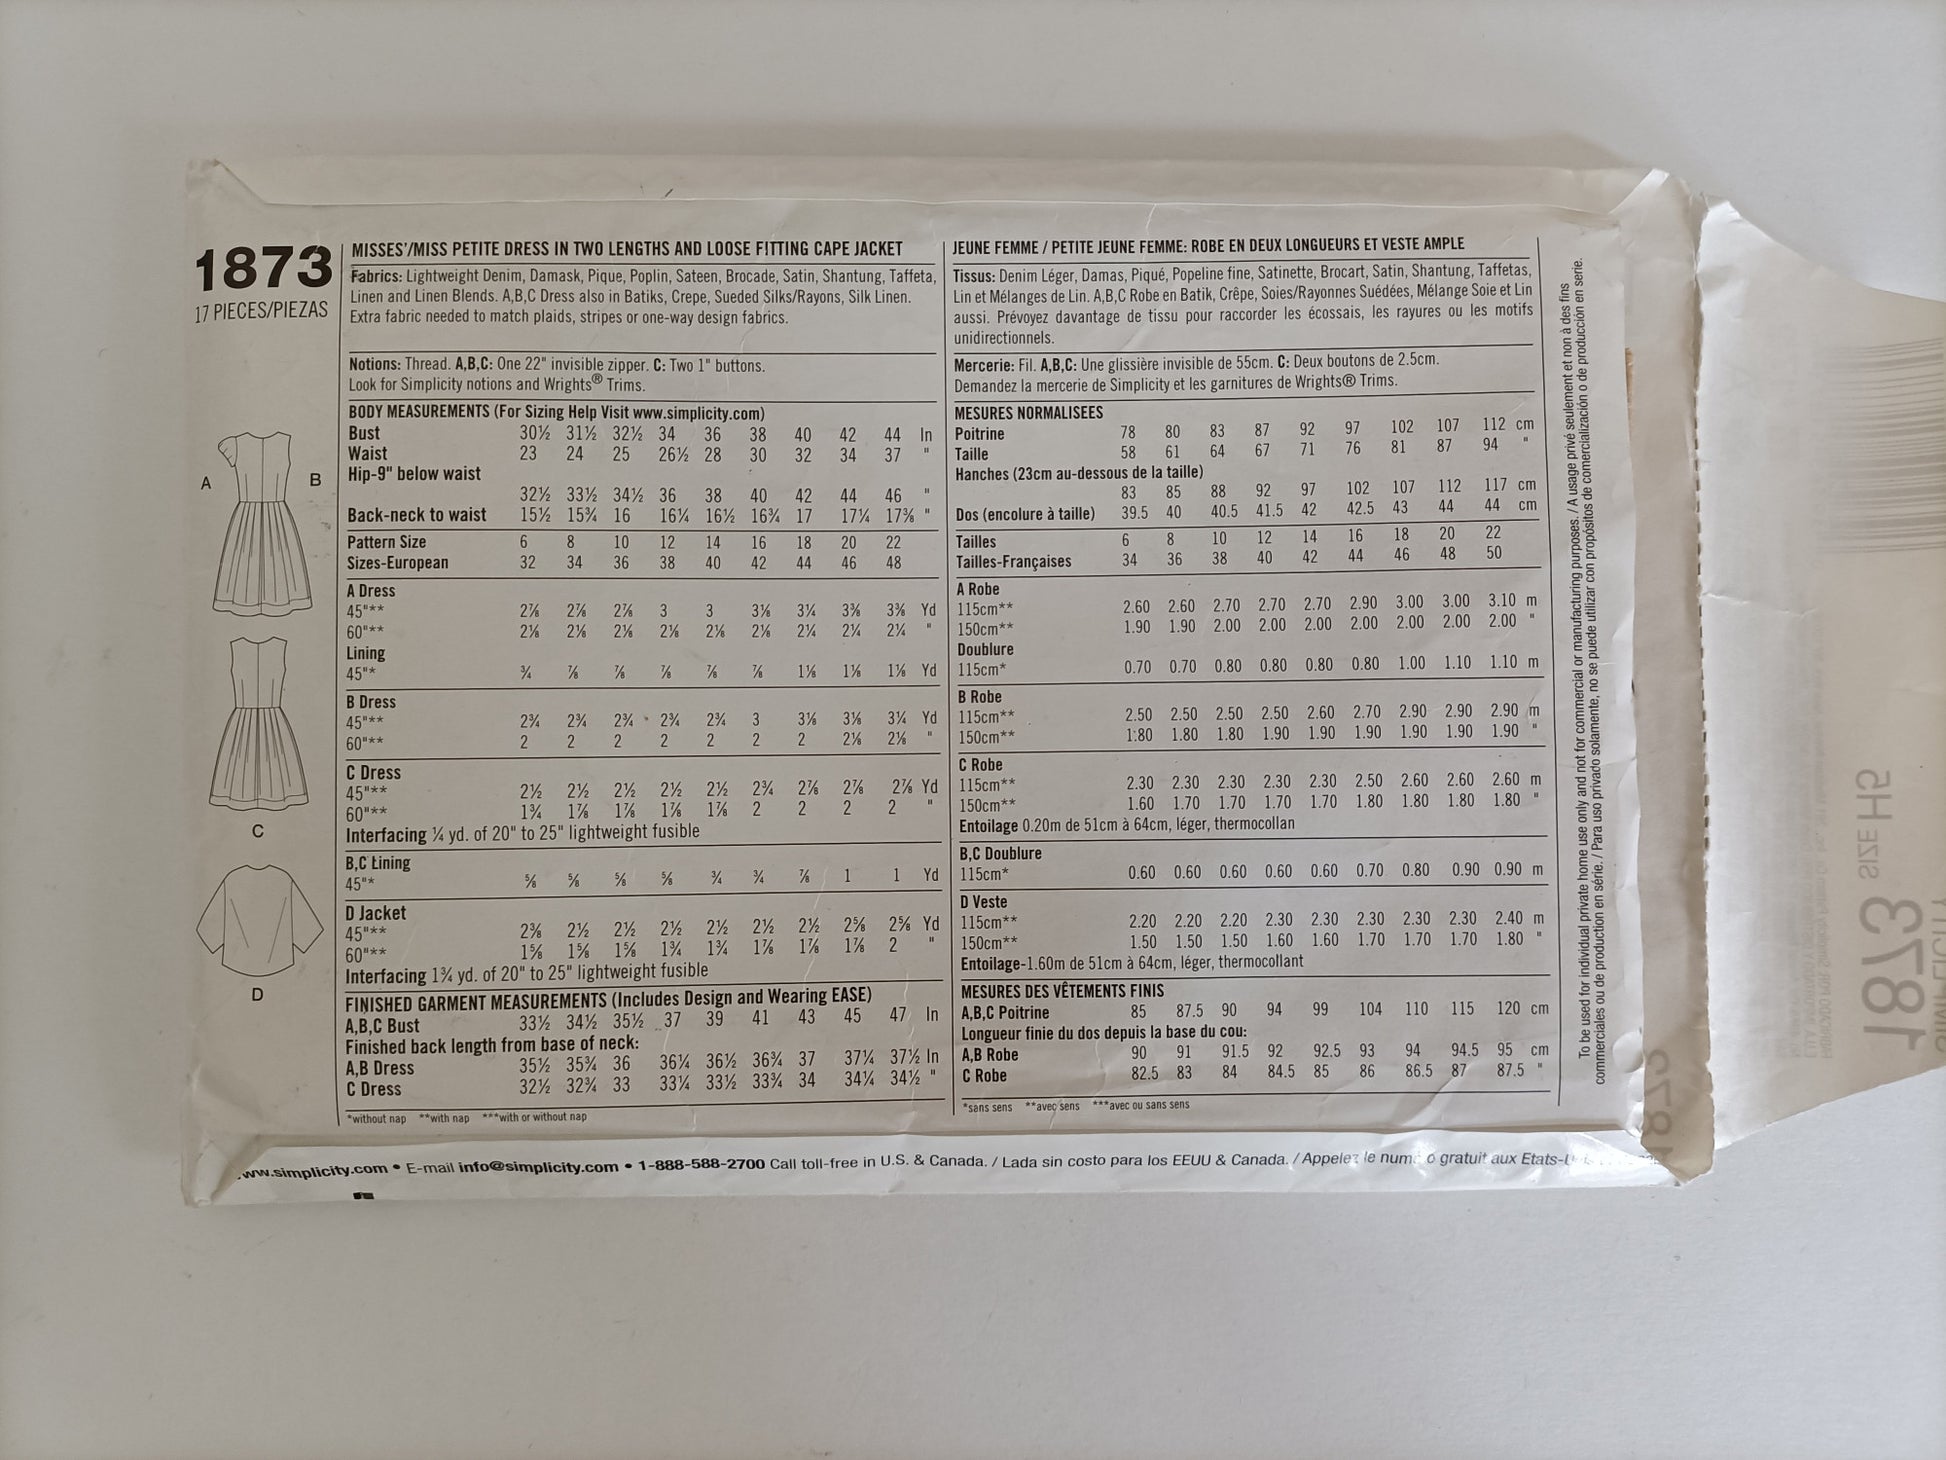 1873
17 PIECES/PIEZAS
A
B
C
D
MISSES'/MISS PETITE DRESS IN TWO LENGTHS AND LOOSE FITTING CAPE JACKET
Fabrics: Lightweight Denim, Damask, Pique, Poplin, Sateen, Brocade, Satin, Shantung, Taffeta,
Linen and Linen Blends. A,B,C Dress also in Batiks, Crepe, Sueded Silks/Rayons, Silk Linen.
Extra fabric needed to match plaids, stripes or one-way design fabrics.
Notions: Thread. A,B,C: One 22" invisible zipper. C: Two 1" buttons.
Look for Simplicity notions and Wrights® Trims.
BODY MEASUREMENTS (For Sizing Help Visit www.simplicity.com)
Bust 30½ 31½ 32½ 34 36 38 40 42 44 In
Waist 23 24 25 26½ 28 30 32 34 37 "
Hip-9" below waist
32½ 33½ 34½ 36 38 40 42 44 46 "
Back-neck to waist 15½ 15¾ 16 16¼ 16½ 16¾ 17 17¼ 17⅜ "
Pattern Size 6 8 10 12 14 16 18 20 22
Sizes-European 32 34 36 38 40 42 44 46 48
A Dress
45"** 2⅞ 2⅞ 2⅞ 3 3 3⅛ 3¼ 3⅜ 3⅜ Yd
60"** 2⅛ 2⅛ 2⅛ 2⅛ 2⅛ 2⅛ 2¼ 2¼ 2¼ "
Lining
45"* ¾ ⅞ ⅞ ⅞ ⅞ ⅞ 1⅛ 1⅛ 1⅛ Yd
B Dress
45"** 2¾ 2¾ 2¾ 2¾ 2¾ 3 3⅛ 3⅛ 3¼ Yd
60"** 2 2 2 2 2 2 2 2⅛ 2⅛ "
C Dress
45"** 2½ 2½ 2½ 2½ 2½ 2¾ 2⅞ 2⅞ 2⅞ Yd
60"** 1¾ 1⅞ 1⅞ 1⅞ 1⅞ 2 2 2 2 "
Interfacing ¼ yd. of 20" to 25" lightweight fusible
B,C Lining
45"* ⅝ ⅝ ⅝ ⅝ ¾ ¾ ⅞ 1 1 Yd
D Jacket
45"** 2⅜ 2½ 2½ 2½ 2½ 2½ 2½ 2⅝ 2⅝ Yd
60"** 1⅝ 1⅝ 1⅝ 1¾ 1¾ 1⅞ 1⅞ 1⅞ 2 "
Interfacing 1¾ yd. of 20" to 25" lightweight fusible
FINISHED GARMENT MEASUREMENTS (Includes Design and Wearing EASE)
A,B,C Bust 33½ 34½ 35½ 37 39 41 43 45 47 In
Finished back length from base of neck:
A,B Dress 35½ 35¾ 36 36¼ 36½ 36¾ 37 37¼ 37½ In
C Dress 32½ 32¾ 33 33¼ 33½ 33¾ 34 34¼ 34½ "
*without nap **with nap ***with or without nap
JEUNE FEMME / PETITE JEUNE FEMME: ROBE EN DEUX LONGUEURS ET VESTE AMPLE
Tissus: Denim Léger, Damas, Piqué, Popeline fine, Satinette, Brocart, Satin, Shantung, Taffetas,
Lin et Mélanges de Lin. A,B,C Robe en Batik, Crêpe, Soies/Rayonnes Suédées, Mélange Soie et Lin
aussi. Prévoyez davantage de tissu pour raccorder les écossais, les rayures ou les motifs
unidirectionnels.
Mercerie: Fil. A,B,C: Une glissière invisible de 55cm. C: Deux boutons de 2.5cm.
Demandez la mercerie de Simplicity et les garnitures de Wrights® Trims.
MESURES NORMALISEES
Poitrine 78 80 83 87 92 97 102 107 112 cm
Taille 58 61 64 67 71 76 81 87 94 "
Hanches (23cm au-dessous de la taille)
83 85 88 92 97 102 107 112 117 cm
Dos (encolure à taille) 39.5 40 40.5 41.5 42 42.5 43 44 44 cm
Tailles 6 8 10 12 14 16 18 20 22
Tailles-Françaises 34 36 38 40 42 44 46 48 50
A Robe
115cm** 2.60 2.60 2.70 2.70 2.70 2.90 3.00 3.00 3.10 m
150cm** 1.90 1.90 2.00 2.00 2.00 2.00 2.00 2.00 2.00 "
Doublure
115cm* 0.70 0.70 0.80 0.80 0.80 0.80 1.00 1.10 1.10 m
B Robe
115cm** 2.50 2.50 2.50 2.50 2.60 2.70 2.90 2.90 2.90 m
150cm** 1.80 1.80 1.80 1.90 1.90 1.90 1.90 1.90 1.90 "
C Robe
115cm** 2.30 2.30 2.30 2.30 2.30 2.50 2.60 2.60 2.60 m
150cm** 1.60 1.70 1.70 1.70 1.70 1.80 1.80 1.80 1.80 "
Entoilage 0.20m de 51cm à 64cm, léger, thermocollan
B,C Doublure
115cm* 0.60 0.60 0.60 0.60 0.60 0.70 0.80 0.90 0.90 m
D Veste
115cm** 2.20 2.20 2.20 2.30 2.30 2.30 2.30 2.30 2.40 m
150cm** 1.50 1.50 1.50 1.60 1.60 1.70 1.70 1.70 1.80 "
Entoilage-1.60m de 51cm à 64cm, léger, thermocollant
MESURES DES VÊTEMENTS FINIS
A,B,C Poitrine 85 87.5 90 94 99 104 110 115 120 cm
Longueur finie du dos depuis la base du cou:
A,B Robe 90 91 91.5 92 92.5 93 94 94.5 95 cm
C Robe 82.5 83 84 84.5 85 86 86.5 87 87.5 "
*sans sens **avec sens ***avec ou sans sens
To be used for individual private home use only and not for commercial or manufacturing purposes. / A usage privé seulement et non à des fins
commerciales ou de production en série. / Para uso privado solamente, no se puede utilizar con propósitos de comercialización o de producción en serie.
www.simplicity.com • E-mail info@simplicity.com • 1-888-588-2700 Call toll-free in U.S. & Canada. / Lada sin costo para los EEUU & Canada. / Appelez le numé o gratuit aux Etats-U
1873
1873 SIZE H5
SIMPLICITY